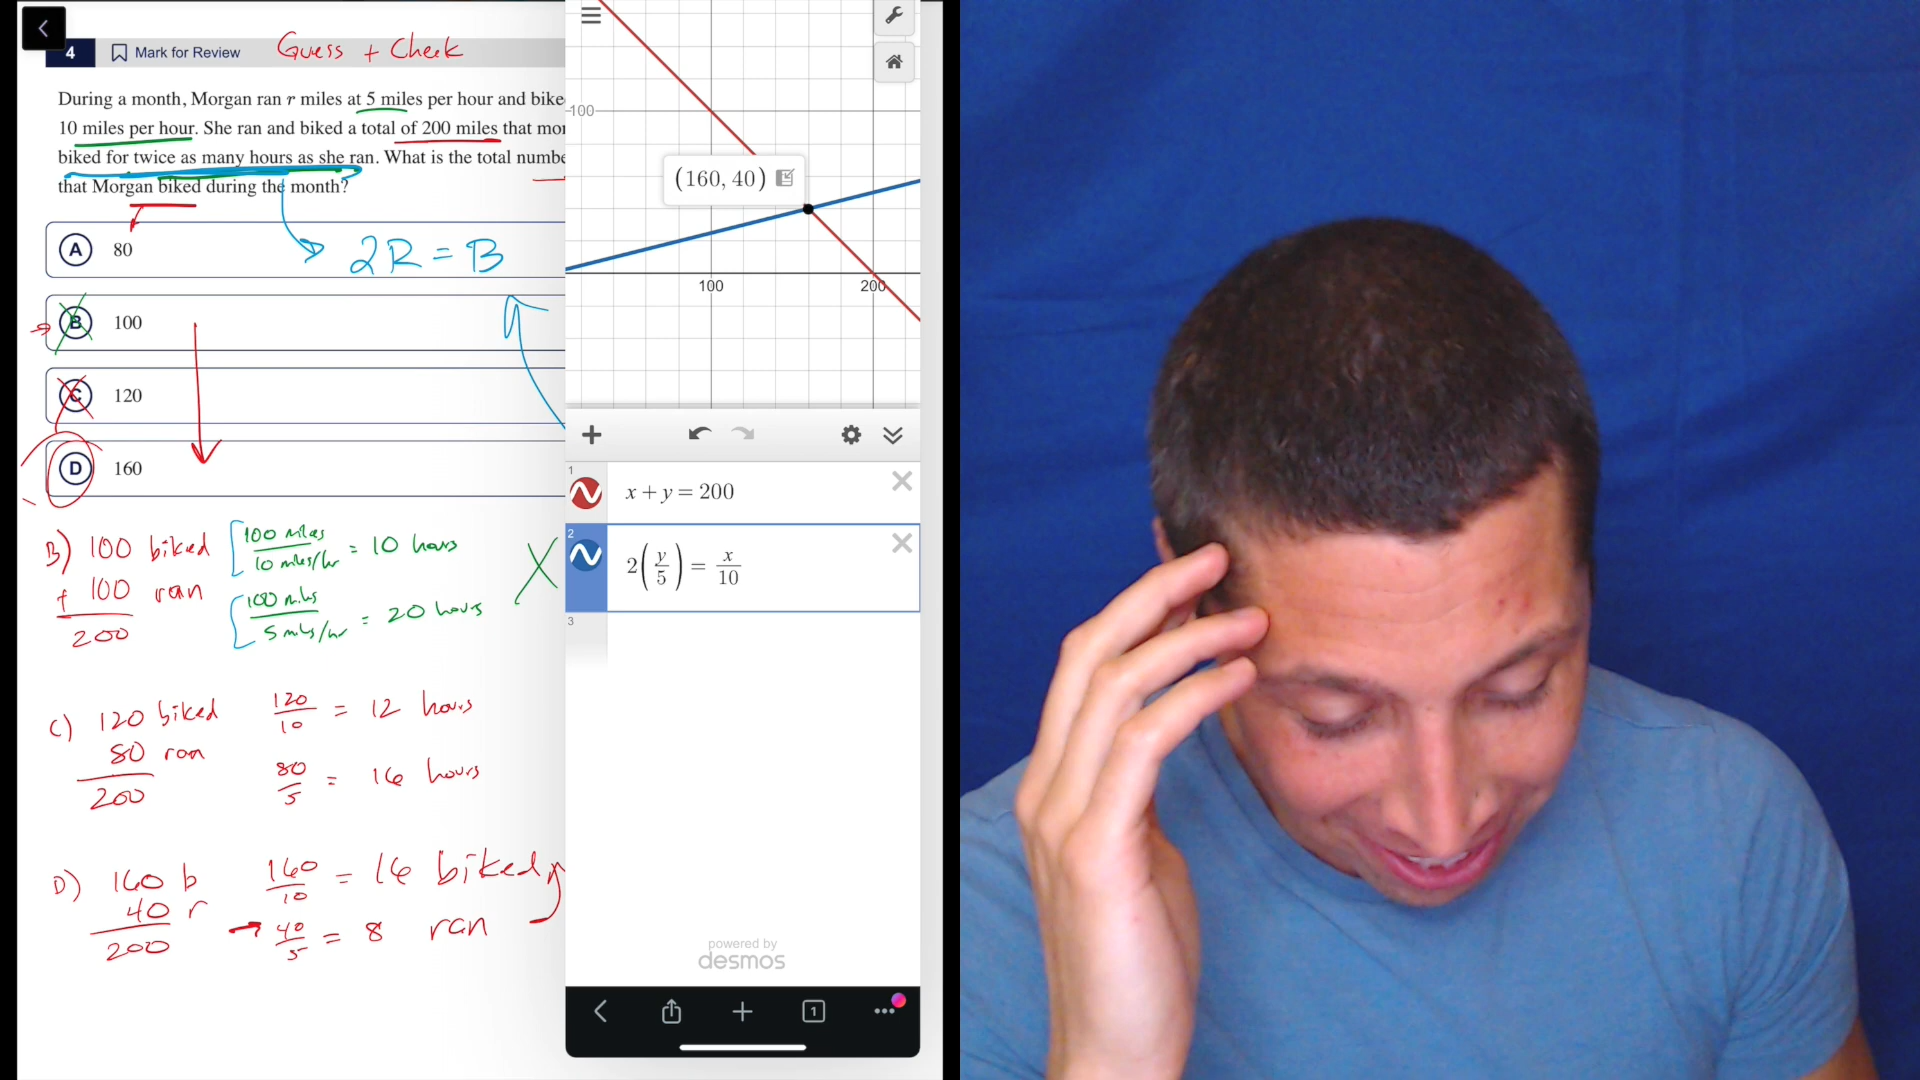 4 Mark for Review Guess + Check
During a month, Morgan ran r miles at 5 miles per hour and bike
10 miles per hour. She ran and biked a total of 200 miles that mor
biked for twice as many hours as she ran. What is the total numbe
that Morgan biked during the month?
A 80
2R = B
B 100
C 120
D 160
B) 100 biked
+ 100 ran
200
100 miles
10 miles/hr = 10 hours
100 miles
5 miles/hr = 20 hours
C) 120 biked
80 ran
200
120
10 = 12 hours
80
5 = 16 hours
D) 160 b
40 r
200
160
10 = 16 biked
40
5 = 8 ran
100
(160, 40)
100
200
1
x + y = 200
2
2(y/5) = x/10
3
powered by
desmos
1